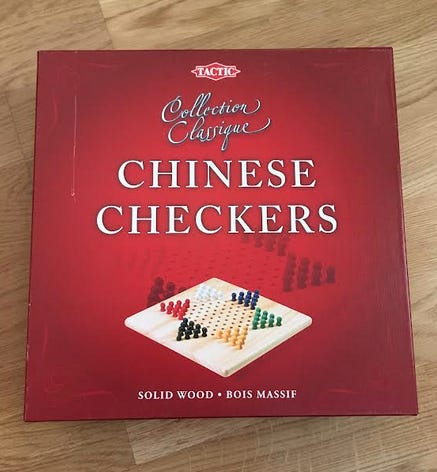 TACTIC
Collection
Classique
CHINESE
CHECKERS
SOLID WOOD • BOIS MASSIF